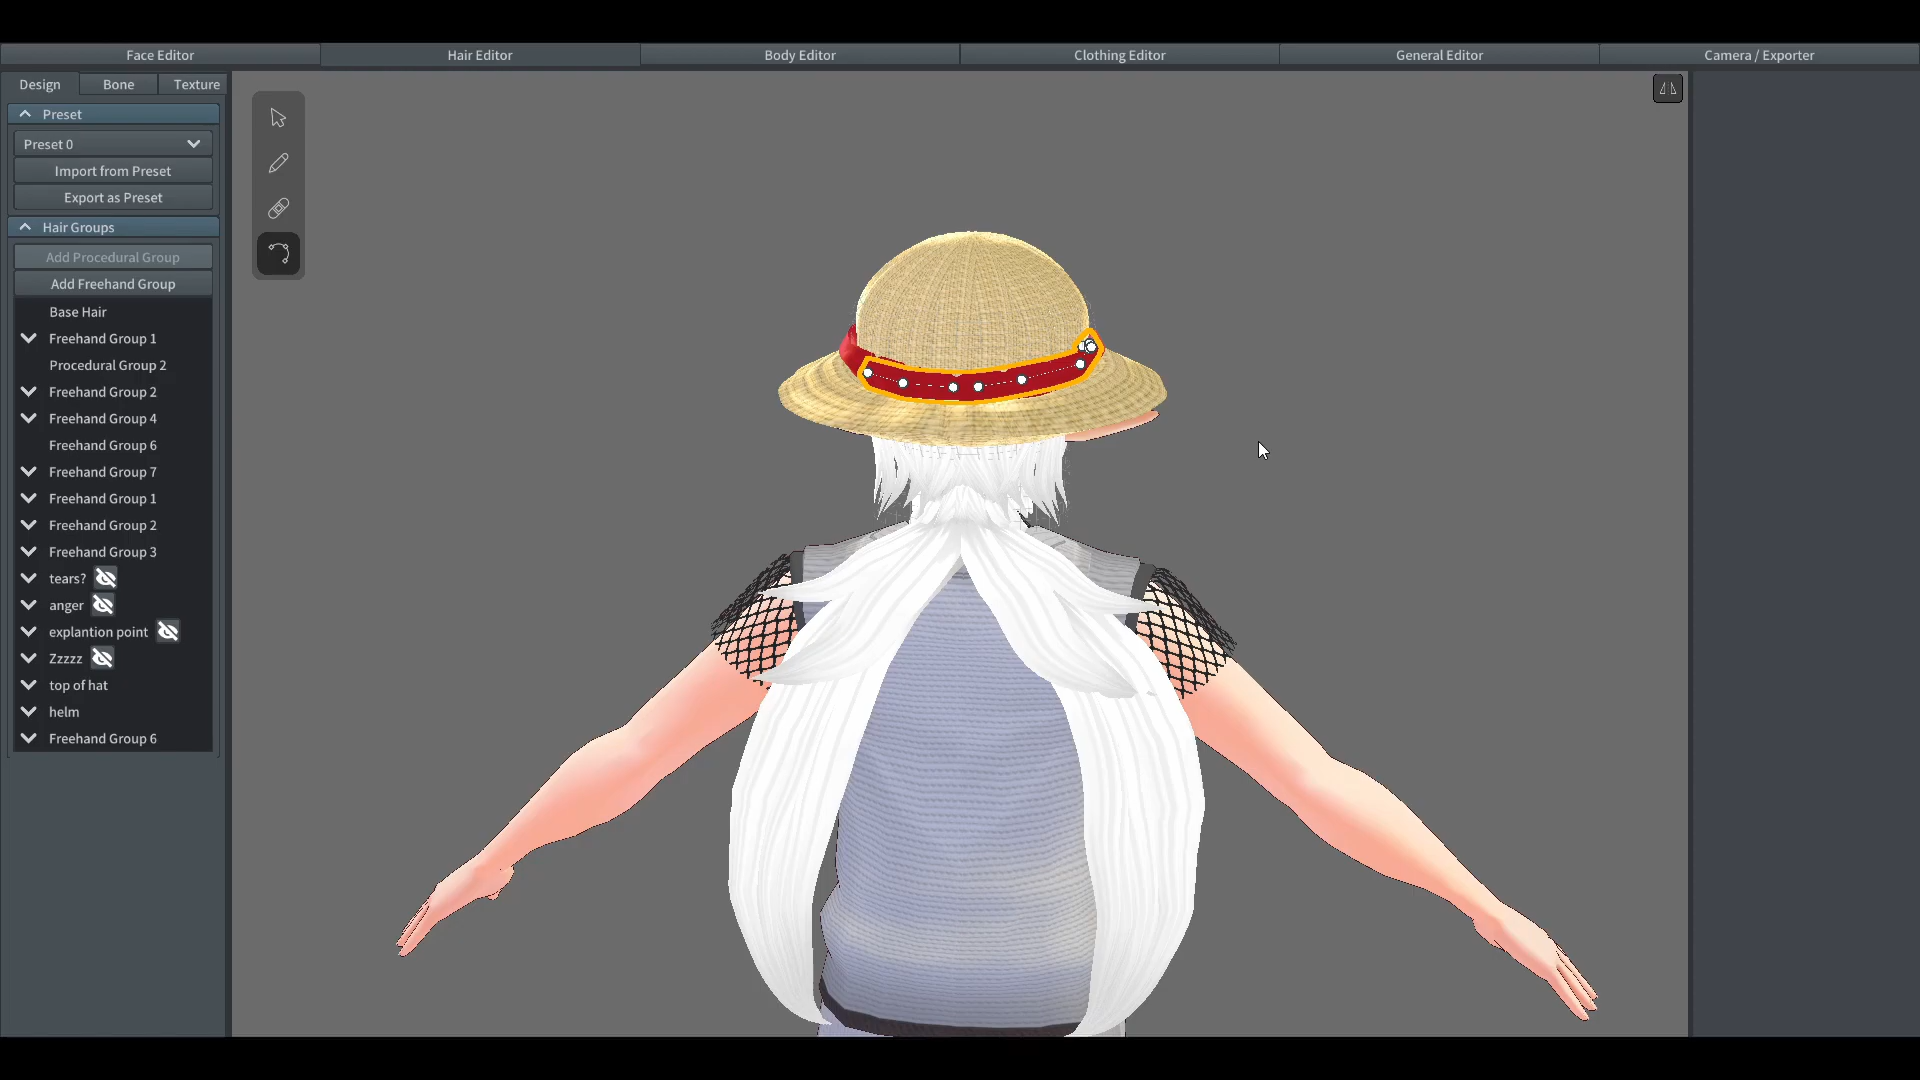 Face Editor
Hair Editor
Body Editor
Clothing Editor
General Editor
Camera / Exporter
Design
Bone
Texture
Preset
Preset 0
Import from Preset
Export as Preset
Hair Groups
Add Procedural Group
Add Freehand Group
Base Hair
Freehand Group 1
Procedural Group 2
Freehand Group 2
Freehand Group 4
Freehand Group 6
Freehand Group 7
Freehand Group 1
Freehand Group 2
Freehand Group 3
tears?
anger
explantion point
Zzzzz
top of hat
helm
Freehand Group 6